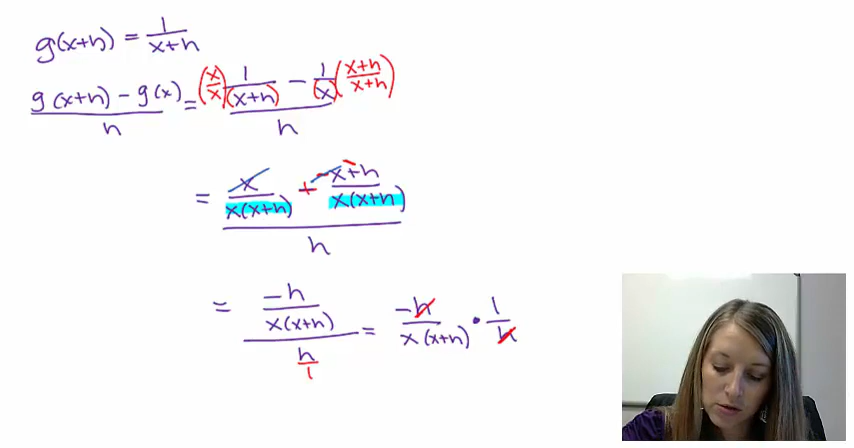 g(x+h) = 1/(x+h)
(g(x+h) - g(x))/h = ((x/x) 1/(x+h) - 1/(x) ((x+h)/(x+h)))/h
= (x/(x(x+h)) + (-x-h)/(x(x+h)))/h
= (-h/(x(x+h)))/(h/1) = -h/(x(x+h)) · 1/h